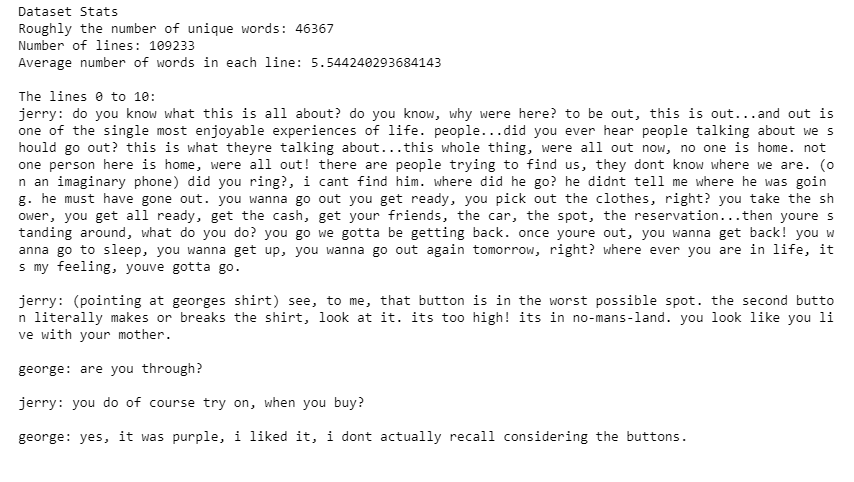 Dataset Stats
Roughly the number of unique words: 46367
Number of lines: 109233
Average number of words in each line: 5.544240293684143

The lines 0 to 10:
jerry: do you know what this is all about? do you know, why were here? to be out, this is out...and out is
one of the single most enjoyable experiences of life. people...did you ever hear people talking about we s
hould go out? this is what theyre talking about...this whole thing, were all out now, no one is home. not
one person here is home, were all out! there are people trying to find us, they dont know where we are. (o
n an imaginary phone) did you ring?, i cant find him. where did he go? he didnt tell me where he was goin
g. he must have gone out. you wanna go out you get ready, you pick out the clothes, right? you take the sh
ower, you get all ready, get the cash, get your friends, the car, the spot, the reservation...then youre s
tanding around, what do you do? you go we gotta be getting back. once youre out, you wanna get back! you w
anna go to sleep, you wanna get up, you wanna go out again tomorrow, right? where ever you are in life, it
s my feeling, youve gotta go.

jerry: (pointing at georges shirt) see, to me, that button is in the worst possible spot. the second butto
n literally makes or breaks the shirt, look at it. its too high! its in no-mans-land. you look like you li
ve with your mother.

george: are you through?

jerry: you do of course try on, when you buy?

george: yes, it was purple, i liked it, i dont actually recall considering the buttons.